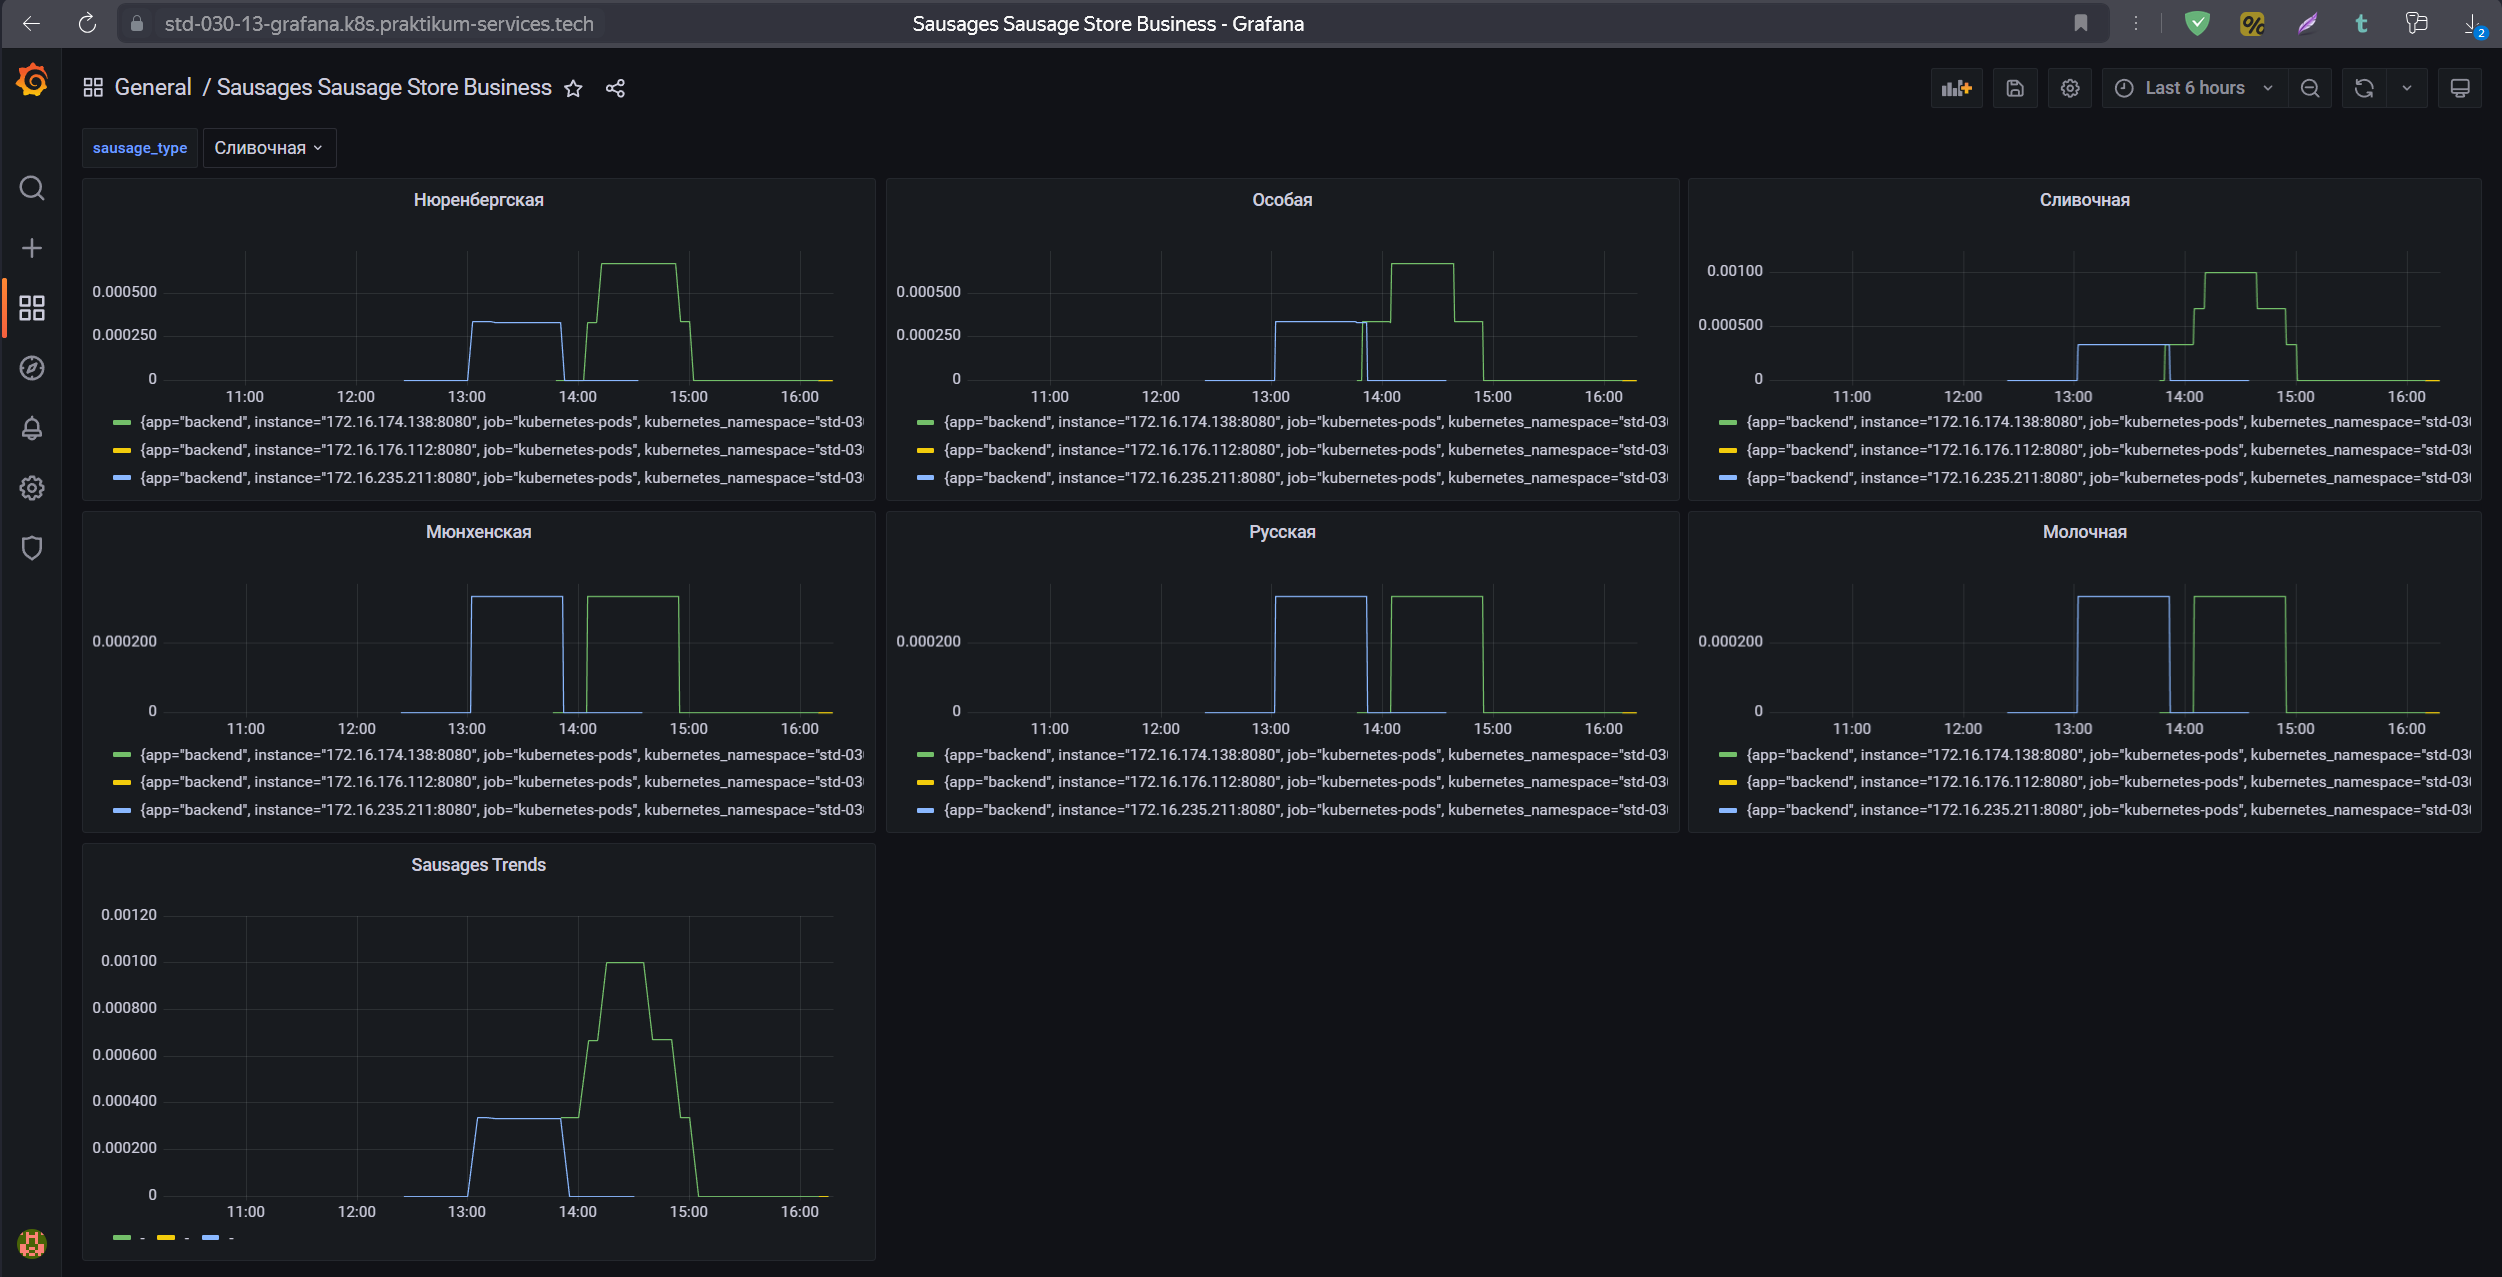 std-030-13-grafana.k8s.praktikum-services.tech
Sausages Sausage Store Business - Grafana
%
t
2
General / Sausages Sausage Store Business
Last 6 hours
sausage_type
Сливочная
Нюренбергская
0.000500
0.000250
0
11:00 12:00 13:00 14:00 15:00 16:00
{app="backend", instance="172.16.174.138:8080", job="kubernetes-pods", kubernetes_namespace="std-03
{app="backend", instance="172.16.176.112:8080", job="kubernetes-pods", kubernetes_namespace="std-03
{app="backend", instance="172.16.235.211:8080", job="kubernetes-pods", kubernetes_namespace="std-03
Особая
0.000500
0.000250
0
11:00 12:00 13:00 14:00 15:00 16:00
{app="backend", instance="172.16.174.138:8080", job="kubernetes-pods", kubernetes_namespace="std-03
{app="backend", instance="172.16.176.112:8080", job="kubernetes-pods", kubernetes_namespace="std-03
{app="backend", instance="172.16.235.211:8080", job="kubernetes-pods", kubernetes_namespace="std-03
Сливочная
0.00100
0.000500
0
11:00 12:00 13:00 14:00 15:00 16:00
{app="backend", instance="172.16.174.138:8080", job="kubernetes-pods", kubernetes_namespace="std-03
{app="backend", instance="172.16.176.112:8080", job="kubernetes-pods", kubernetes_namespace="std-03
{app="backend", instance="172.16.235.211:8080", job="kubernetes-pods", kubernetes_namespace="std-03
Мюнхенская
0.000200
0
11:00 12:00 13:00 14:00 15:00 16:00
{app="backend", instance="172.16.174.138:8080", job="kubernetes-pods", kubernetes_namespace="std-03
{app="backend", instance="172.16.176.112:8080", job="kubernetes-pods", kubernetes_namespace="std-03
{app="backend", instance="172.16.235.211:8080", job="kubernetes-pods", kubernetes_namespace="std-03
Русская
0.000200
0
11:00 12:00 13:00 14:00 15:00 16:00
{app="backend", instance="172.16.174.138:8080", job="kubernetes-pods", kubernetes_namespace="std-03
{app="backend", instance="172.16.176.112:8080", job="kubernetes-pods", kubernetes_namespace="std-03
{app="backend", instance="172.16.235.211:8080", job="kubernetes-pods", kubernetes_namespace="std-03
Молочная
0.000200
0
11:00 12:00 13:00 14:00 15:00 16:00
{app="backend", instance="172.16.174.138:8080", job="kubernetes-pods", kubernetes_namespace="std-03
{app="backend", instance="172.16.176.112:8080", job="kubernetes-pods", kubernetes_namespace="std-03
{app="backend", instance="172.16.235.211:8080", job="kubernetes-pods", kubernetes_namespace="std-03
Sausages Trends
0.00120
0.00100
0.000800
0.000600
0.000400
0.000200
0
11:00 12:00 13:00 14:00 15:00 16:00
- - -